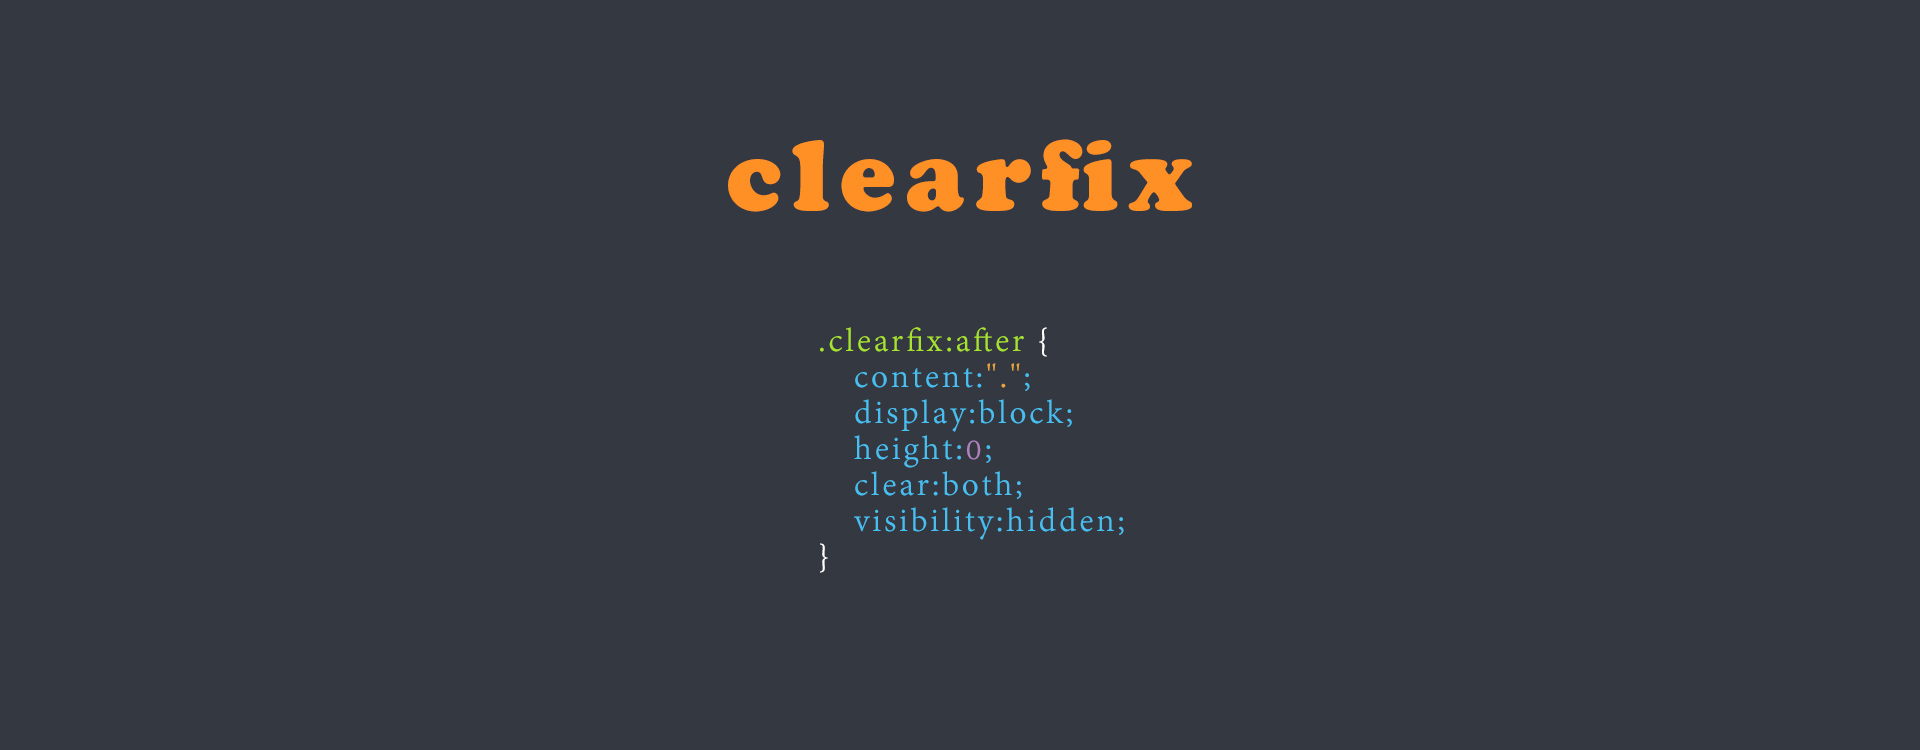 clearfix
.clearfix:after {
content:".";
display:block;
height:0;
clear:both;
visibility:hidden;
}